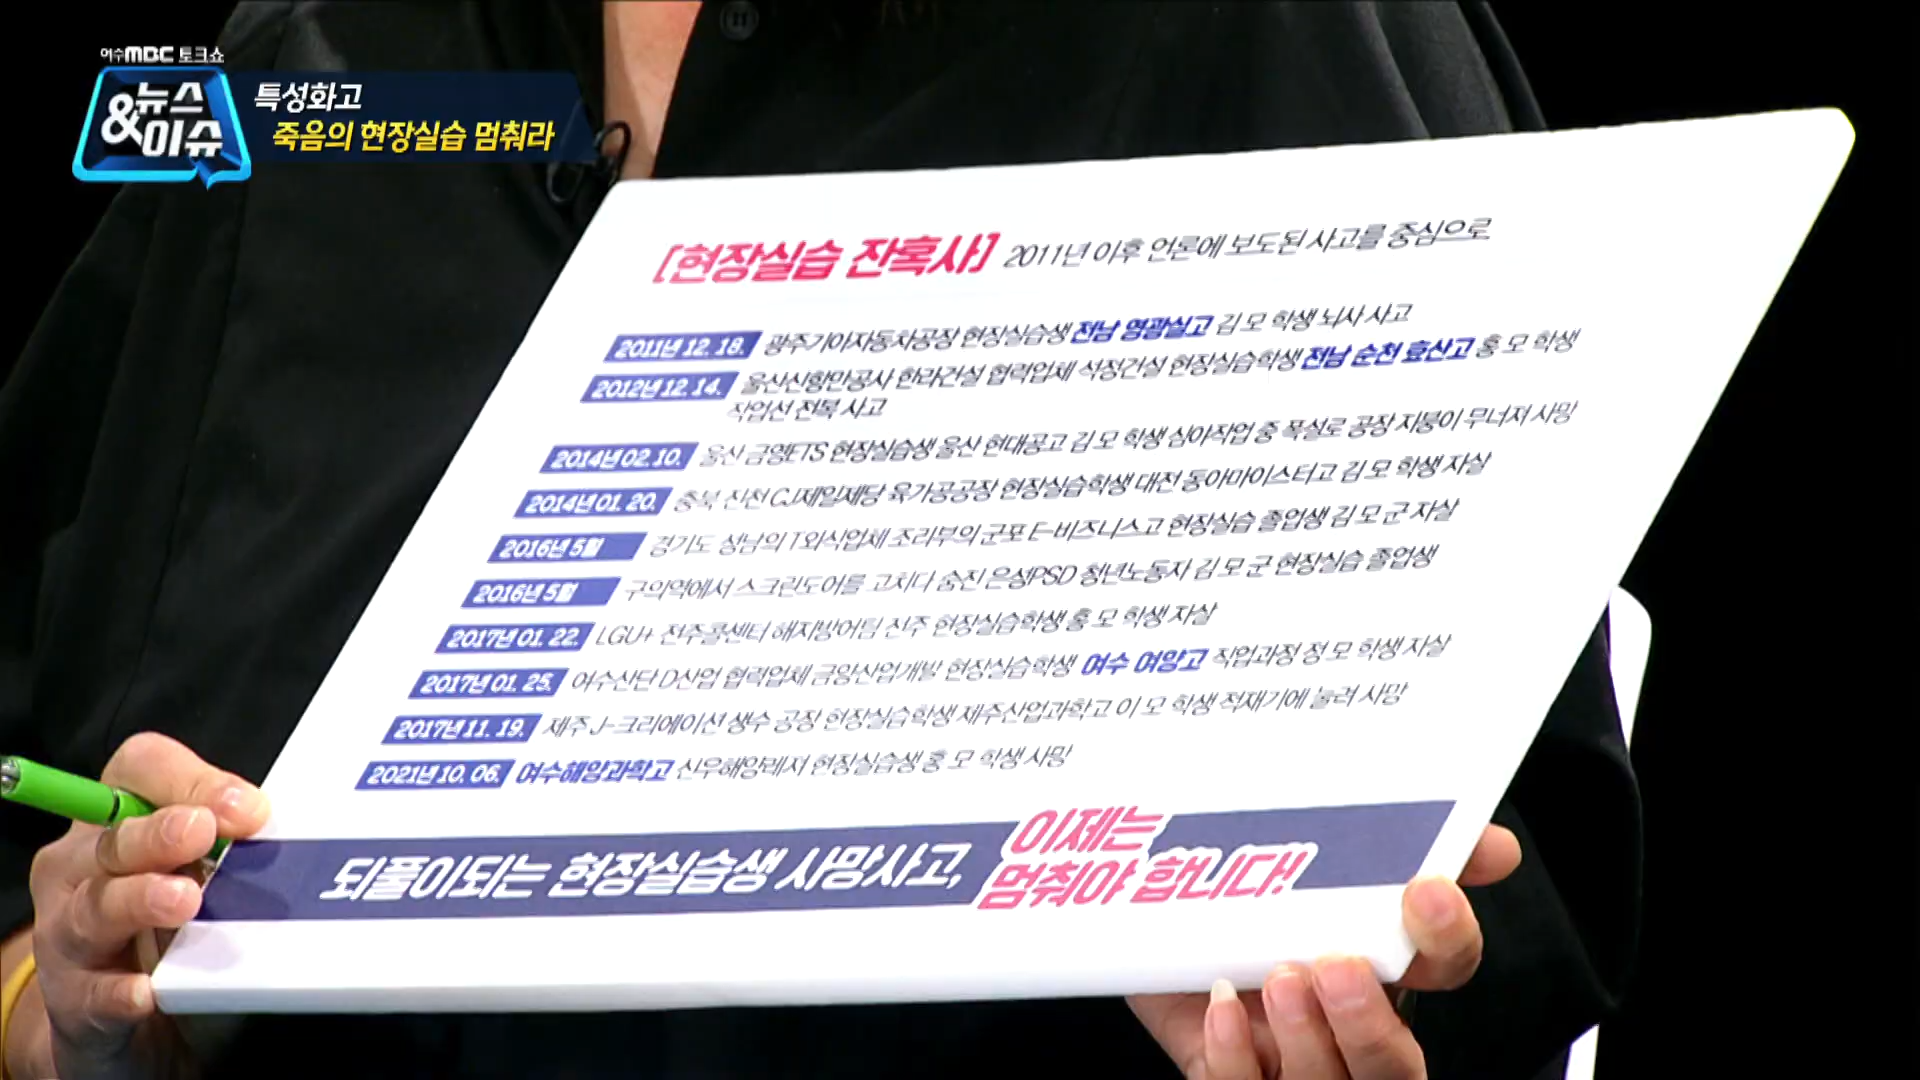 여수MBC 토크쇼
뉴스
&이슈
특성화고
죽음의 현장실습 멈춰라
[현장실습 잔혹사] 2011년 이후 언론에 보도된 사고를 중심으로
2011년 12. 18. 광주기아자동차공장 현장실습생 전남 영광실고 김 모 학생 뇌사 사고
2012년 12. 14. 울산신항만공사 한라건설 협력업체 석정건설 현장실습학생 전남 순천 효산고 홍 모 학생
작업선 전복 사고
2014년 02. 10. 울산 금영ETS 현장실습생 울산 현대공고 김 모 학생 심야작업 중 폭설로 공장 지붕이 무너져 사망
2014년 01. 20. 충북 진천 CJ제일제당 육가공공장 현장실습학생 대전 동아마이스터고 김 모 학생 자살
2016년 5월 경기도 성남의 T외식업체 조리부의 군포 E-비즈니스고 현장실습 졸업생 김 모 군 자살
2016년 5월 구의역에서 스크린도어를 고치다 숨진 은성PSD 청년노동자 김 모 군 현장실습 졸업생
2017년 01. 22. LGU+ 전주콜센터 해지방어팀 전주 현장실습학생 홍 모 학생 자살
2017년 01. 25. 여수산단 D산업 협력업체 금양산업개발 현장실습학생 여수 여양고 직업과정 정 모 학생 자살
2017년 11. 19. 제주 J-크리에이션 생수 공장 현장실습학생 제주산업과학고 이 모 학생 적재기에 눌려 사망
2021년 10. 06. 여수해양과학고 선우해양레저 현장실습생 홍 모 학생 사망
되풀이되는 현장실습생 사망사고,
이제는
멈춰야 합니다!!